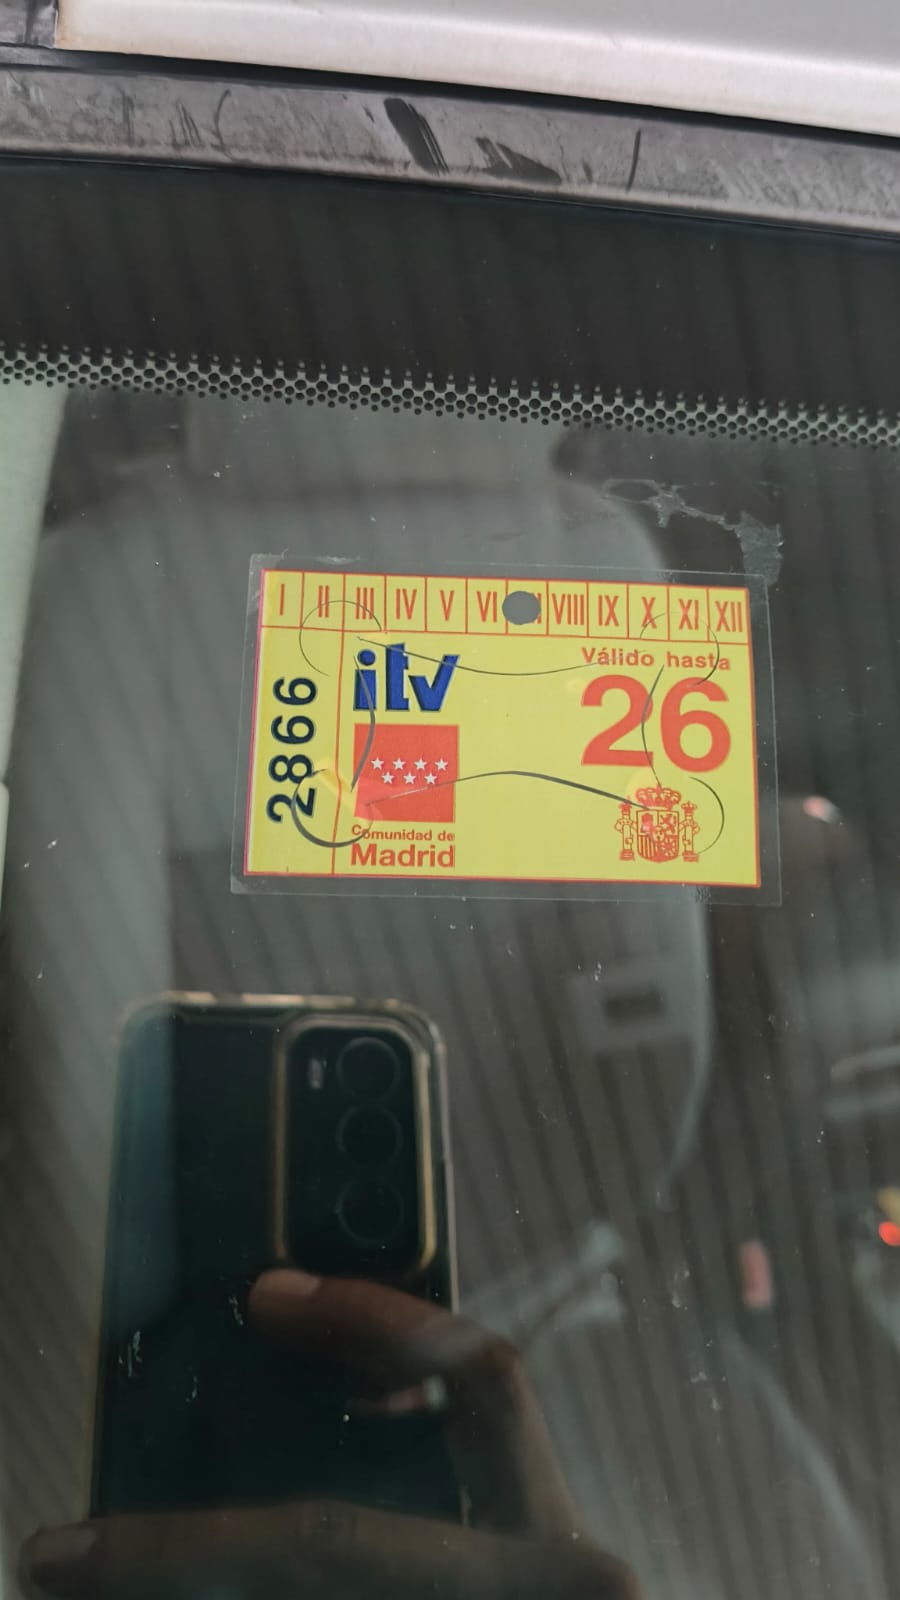 I II III IV V VI VIII IX X XI XII
2866
itv
Válido hasta
26
Comunidad de
Madrid